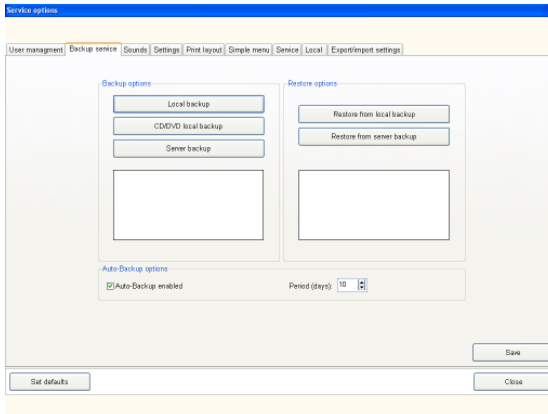 Service options
User managment Backup service Sounds Settings Print layout Simple menu Service Local Export/import settings
Backup options
Local backup
CD/DVD local backup
Server backup
Restore options
Restore from local backup
Restore from server backup
Auto-Backup options
Auto-Backup enabled
Period (days): 10
Save
Set defaults
Close